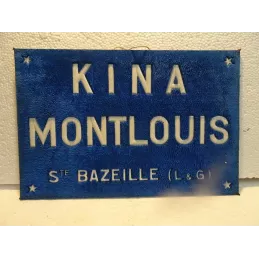 KINA
MONTLOUIS
STE BAZEILLE (L & G)